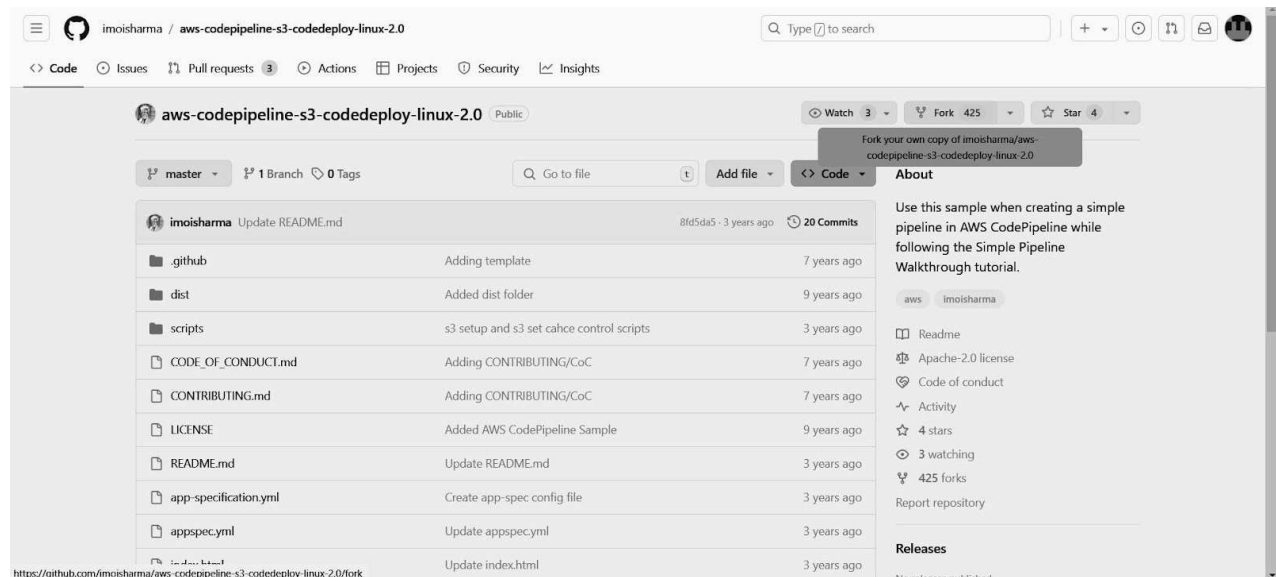 imoisharma / aws-codepipeline-s3-codedeploy-linux-2.0
Type / to search
Code Issues Pull requests 3 Actions Projects Security Insights
aws-codepipeline-s3-codedeploy-linux-2.0 Public
Watch 3 Fork 425 Star 4
Fork your own copy of imoisharma/aws-
codepipeline-s3-codedeploy-linux-2.0
master 1 Branch 0 Tags Go to file t Add file Code
imoisharma Update README.md 8fd5da5 · 3 years ago 20 Commits
.github Adding template 7 years ago
dist Added dist folder 9 years ago
scripts s3 setup and s3 set cahce control scripts 3 years ago
CODE_OF_CONDUCT.md Adding CONTRIBUTING/CoC 7 years ago
CONTRIBUTING.md Adding CONTRIBUTING/CoC 7 years ago
LICENSE Added AWS CodePipeline Sample 9 years ago
README.md Update README.md 3 years ago
app-specification.yml Create app-spec config file 3 years ago
appspec.yml Update appspec.yml 3 years ago
index.html Update index.html 3 years ago
About
Use this sample when creating a simple
pipeline in AWS CodePipeline while
following the Simple Pipeline
Walkthrough tutorial.
aws imoisharma
Readme
Apache-2.0 license
Code of conduct
Activity
4 stars
3 watching
425 forks
Report repository
Releases
https://github.com/imoisharma/aws-codepipeline-s3-codedeploy-linux-2.0/fork